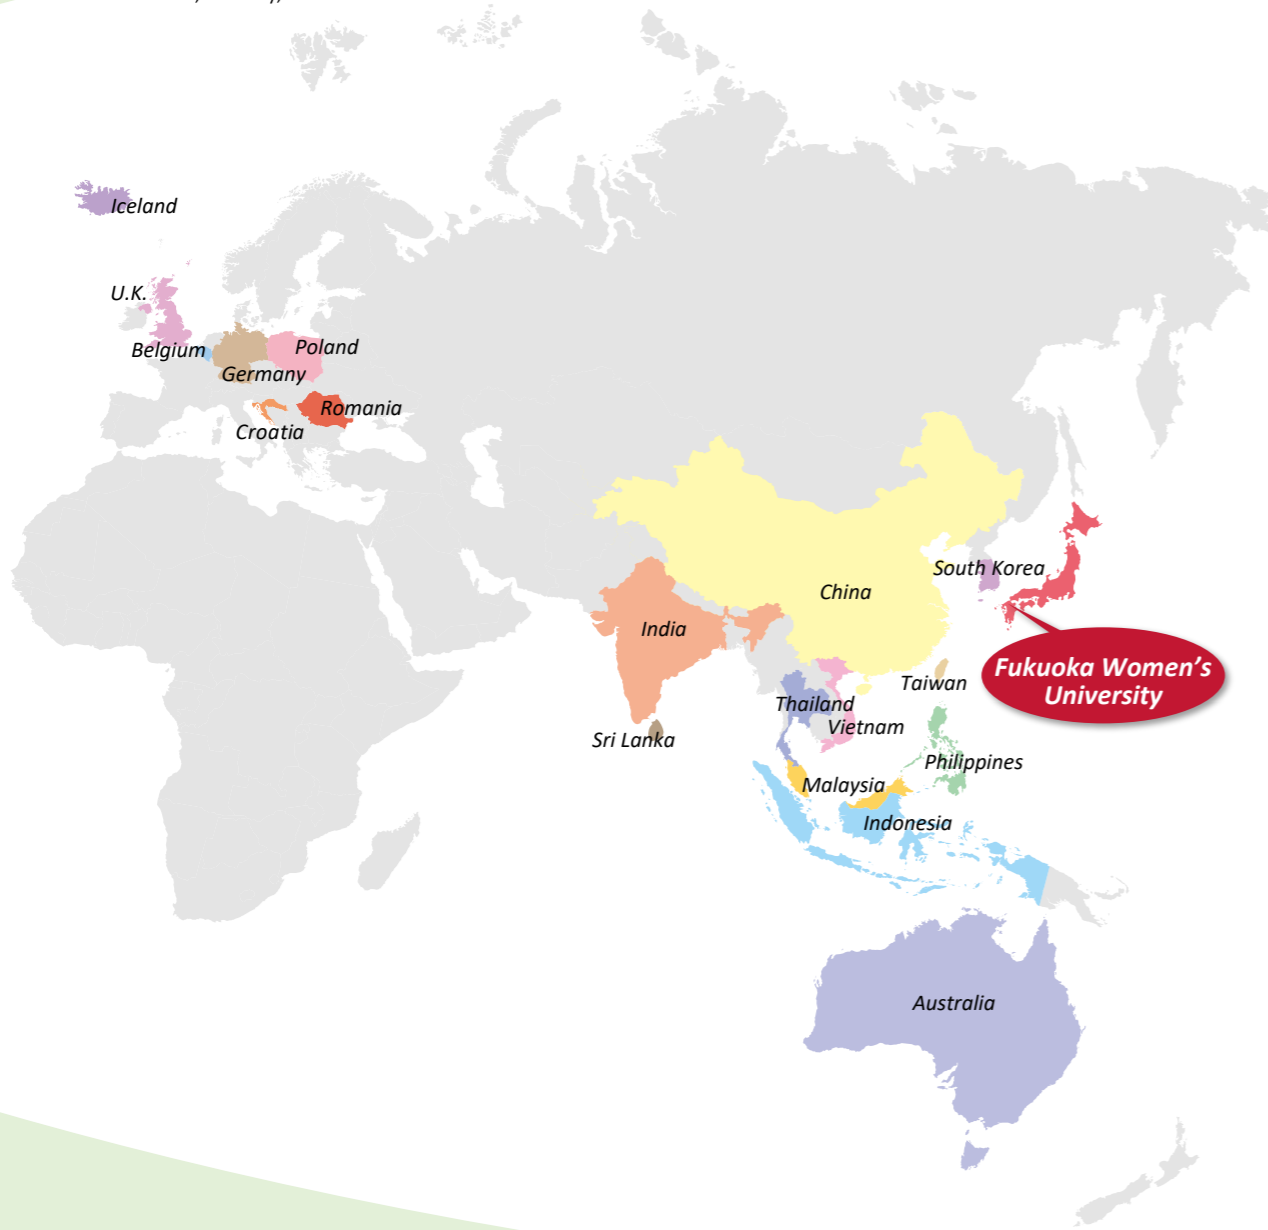 Iceland
U.K.
Belgium
Poland
Germany
Romania
Croatia
South Korea
China
India
Fukuoka Women's
University
Taiwan
Thailand
Vietnam
Sri Lanka
Philippines
Malaysia
Indonesia
Australia